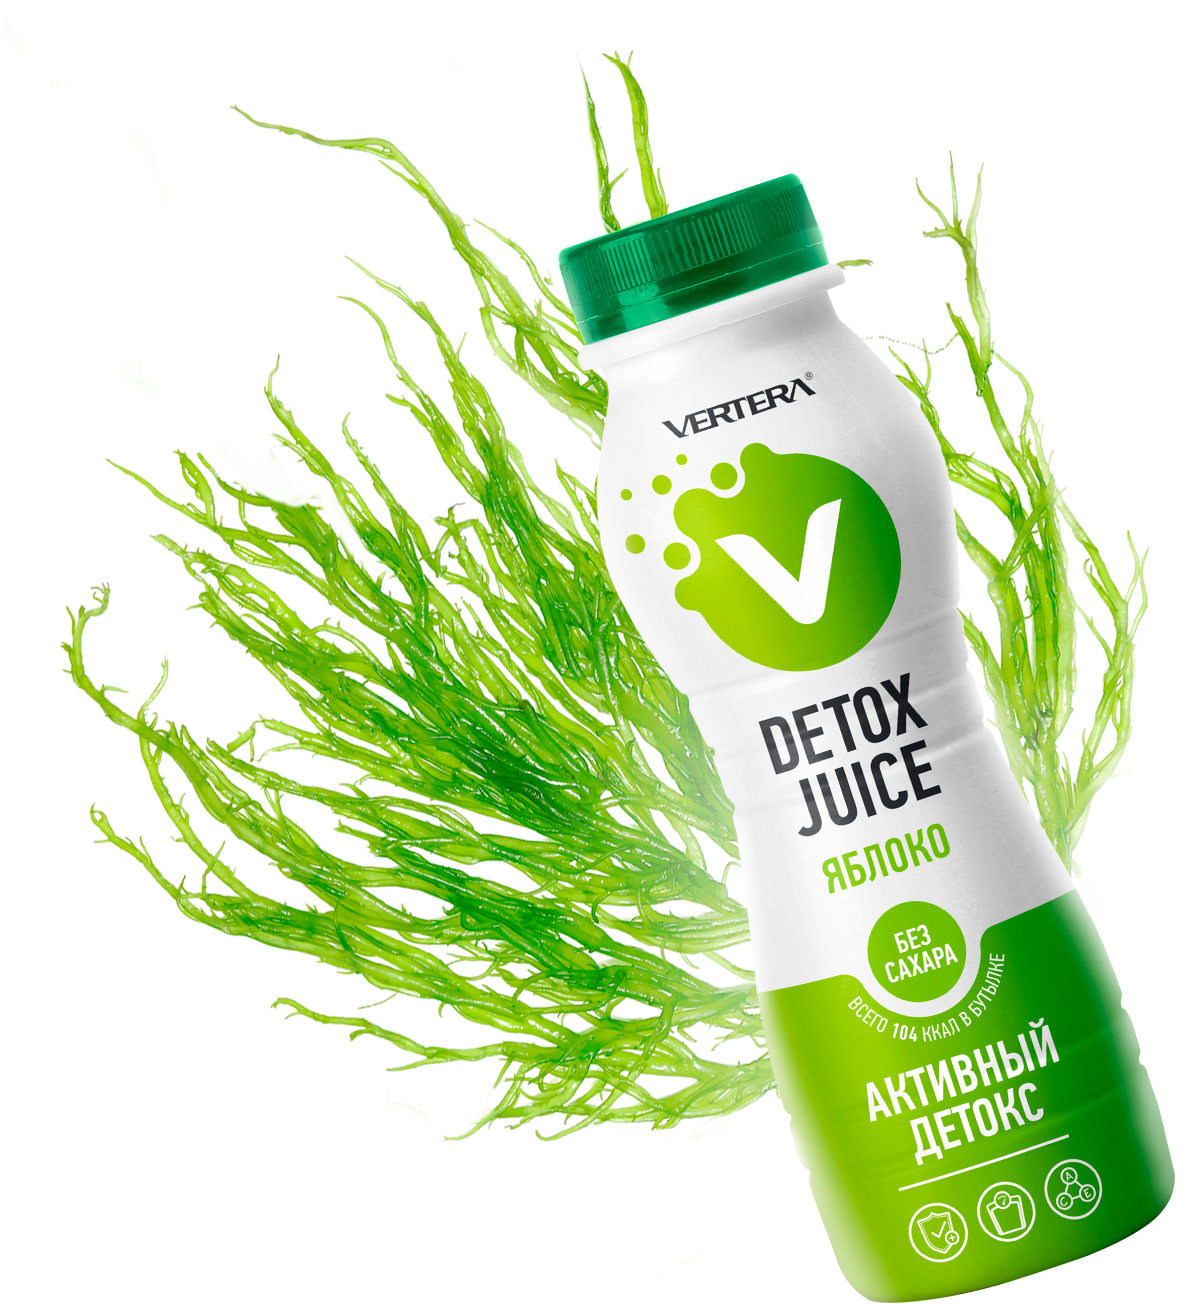 VERTERA®
V
DETOX
JUICE
ЯБЛОКО
БЕЗ
САХАРА
ВСЕГО 104 ККАЛ В БУТЫЛКЕ
АКТИВНЫЙ
ДЕТОКС
A
C E